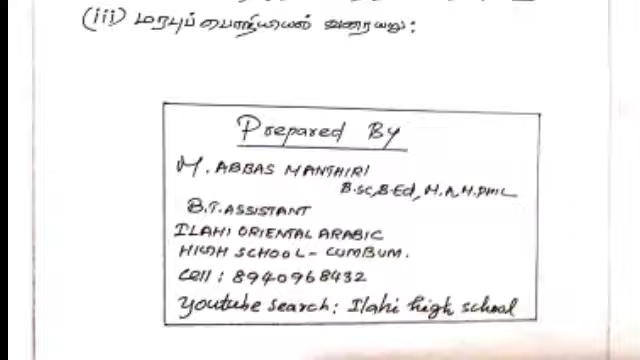 (iii) மரபுப் பொறியியல் வரையறு:
Prepared By
M. ABBAS MANTHIRI
B.Sc, B.Ed, M.A, M.PHIL
B.T. ASSISTANT
ILAHI ORIENTAL ARABIC
HIGH SCHOOL - CUMBUM.
Cell : 8940968432
Youtube search: Ilahi high school